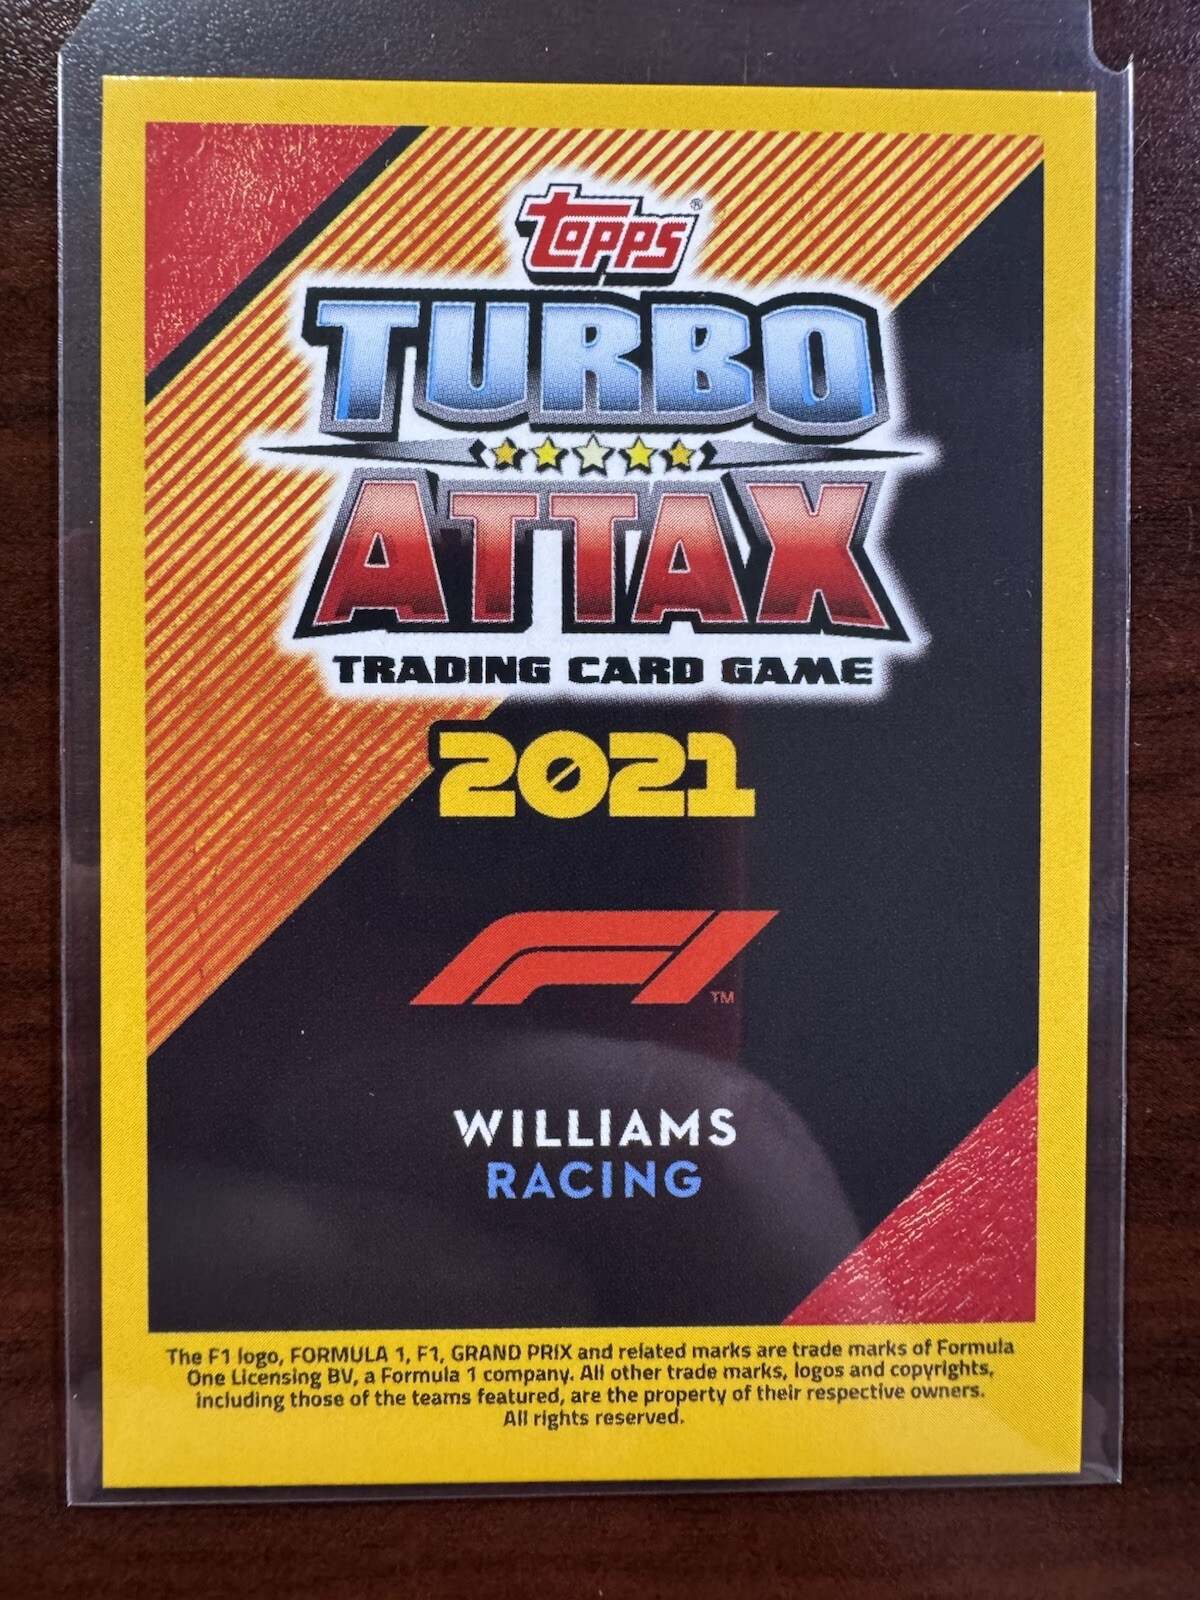 topps®
TURBO
ATTAX
TRADING CARD GAME
2021
F1™
WILLIAMS
RACING
The F1 logo, FORMULA 1, F1, GRAND PRIX and related marks are trade marks of Formula
One Licensing BV, a Formula 1 company. All other trade marks, logos and copyrights,
including those of the teams featured, are the property of their respective owners.
All rights reserved.